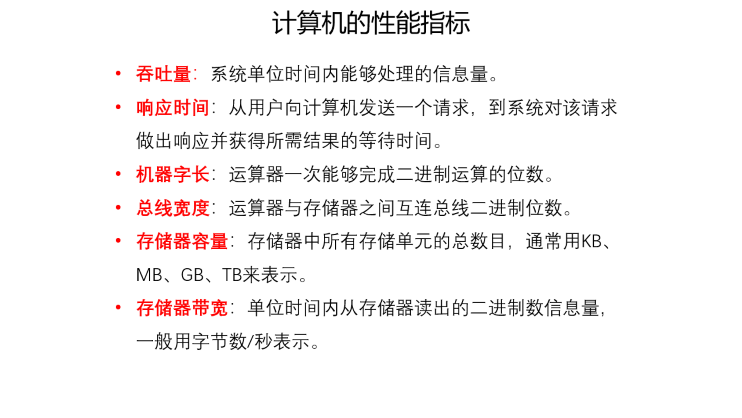 计算机的性能指标
• 吞吐量：系统单位时间内能够处理的信息量。
• 响应时间：从用户向计算机发送一个请求，到系统对该请求
做出响应并获得所需结果的等待时间。
• 机器字长：运算器一次能够完成二进制运算的位数。
• 总线宽度：运算器与存储器之间互连总线二进制位数。
• 存储器容量：存储器中所有存储单元的总数目，通常用KB、
MB、GB、TB来表示。
• 存储器带宽：单位时间内从存储器读出的二进制数信息量，
一般用字节数/秒表示。